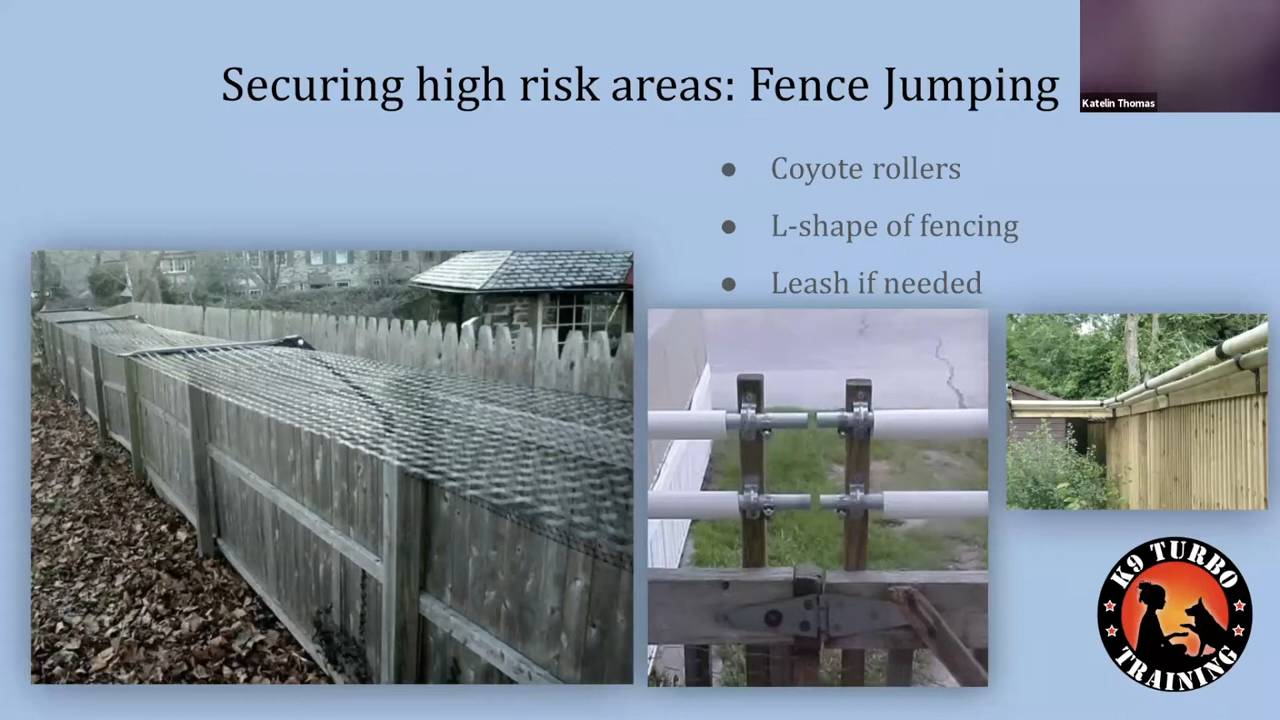 Securing high risk areas: Fence Jumping
Katelin Thomas
● Coyote rollers
● L-shape of fencing
● Leash if needed
K9 TURBO
TRAINING